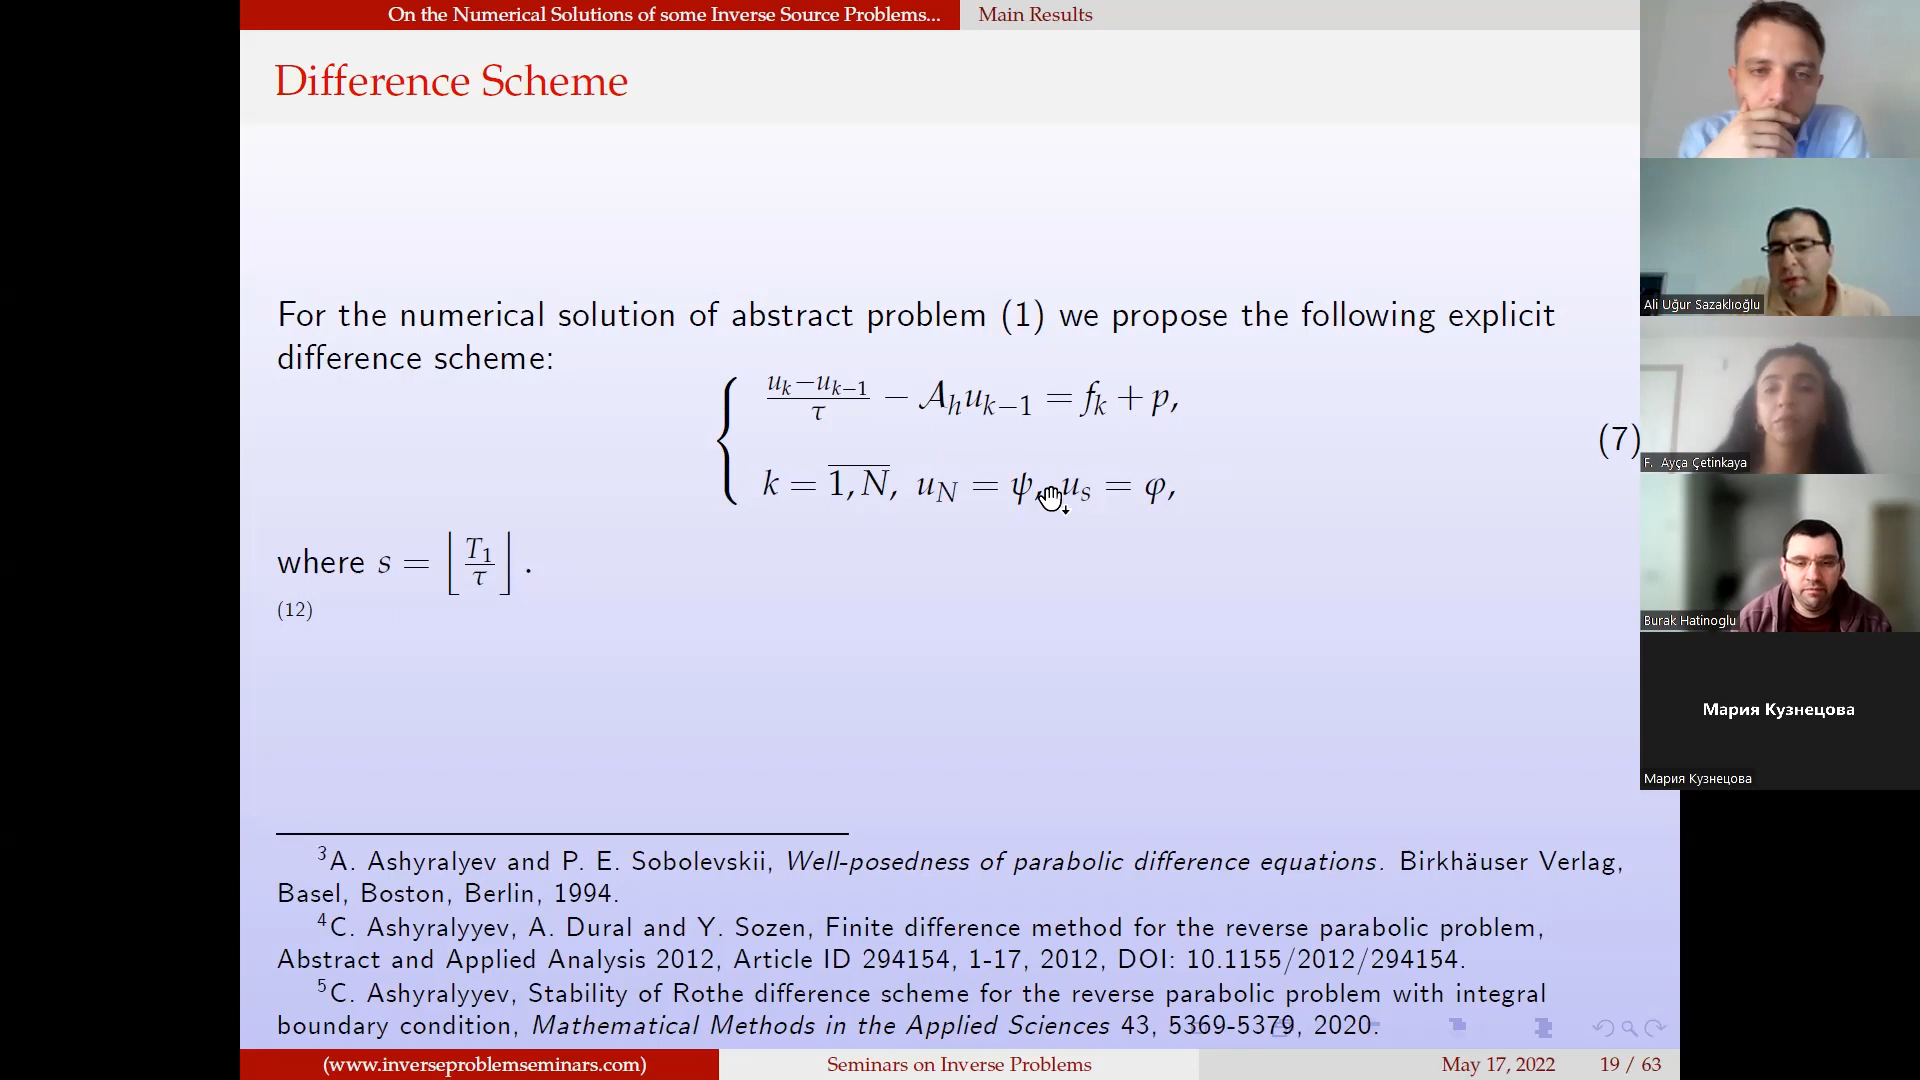 On the Numerical Solutions of some Inverse Source Problems...
Main Results
Difference Scheme
For the numerical solution of abstract problem (1) we propose the following explicit
difference scheme:
{ (u_k − u_{k−1})/τ − 𝒜_h u_{k−1} = f_k + p,
k = \overline{1, N}, u_N = ψ, u_s = φ,
(7)
where s = ⌊T_1/τ⌋ .
(12)
³A. Ashyralyev and P. E. Sobolevskii, Well-posedness of parabolic difference equations. Birkhäuser Verlag,
Basel, Boston, Berlin, 1994.
⁴C. Ashyralyyev, A. Dural and Y. Sozen, Finite difference method for the reverse parabolic problem,
Abstract and Applied Analysis 2012, Article ID 294154, 1-17, 2012, DOI: 10.1155/2012/294154.
⁵C. Ashyralyyev, Stability of Rothe difference scheme for the reverse parabolic problem with integral
boundary condition, Mathematical Methods in the Applied Sciences 43, 5369-5379, 2020.
(www.inverseproblemseminars.com)
Seminars on Inverse Problems
May 17, 2022
19 / 63
Ali Uğur Sazaklıoğlu
F. Ayça Çetinkaya
Burak Hatinoglu
Мария Кузнецова
Мария Кузнецова